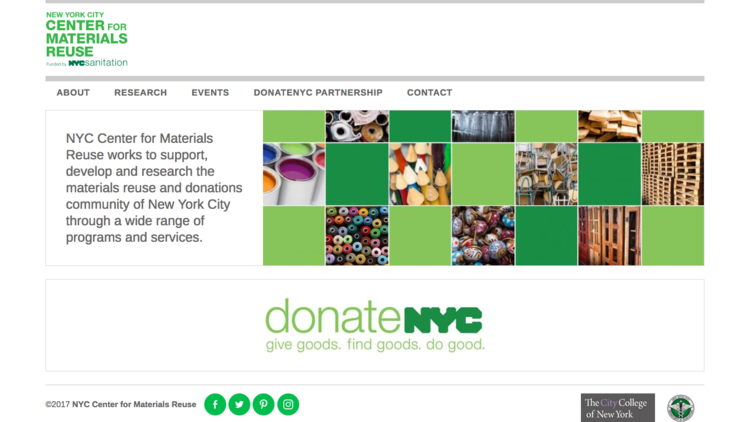 NEW YORK CITY
CENTER FOR
MATERIALS
REUSE
Funded by NYCsanitation
ABOUT RESEARCH EVENTS DONATENYC PARTNERSHIP CONTACT
NYC Center for Materials
Reuse works to support,
develop and research the
materials reuse and donations
community of New York City
through a wide range of
programs and services.
donateNYC
give goods. find goods. do good.
©2017 NYC Center for Materials Reuse
The City College
of New York